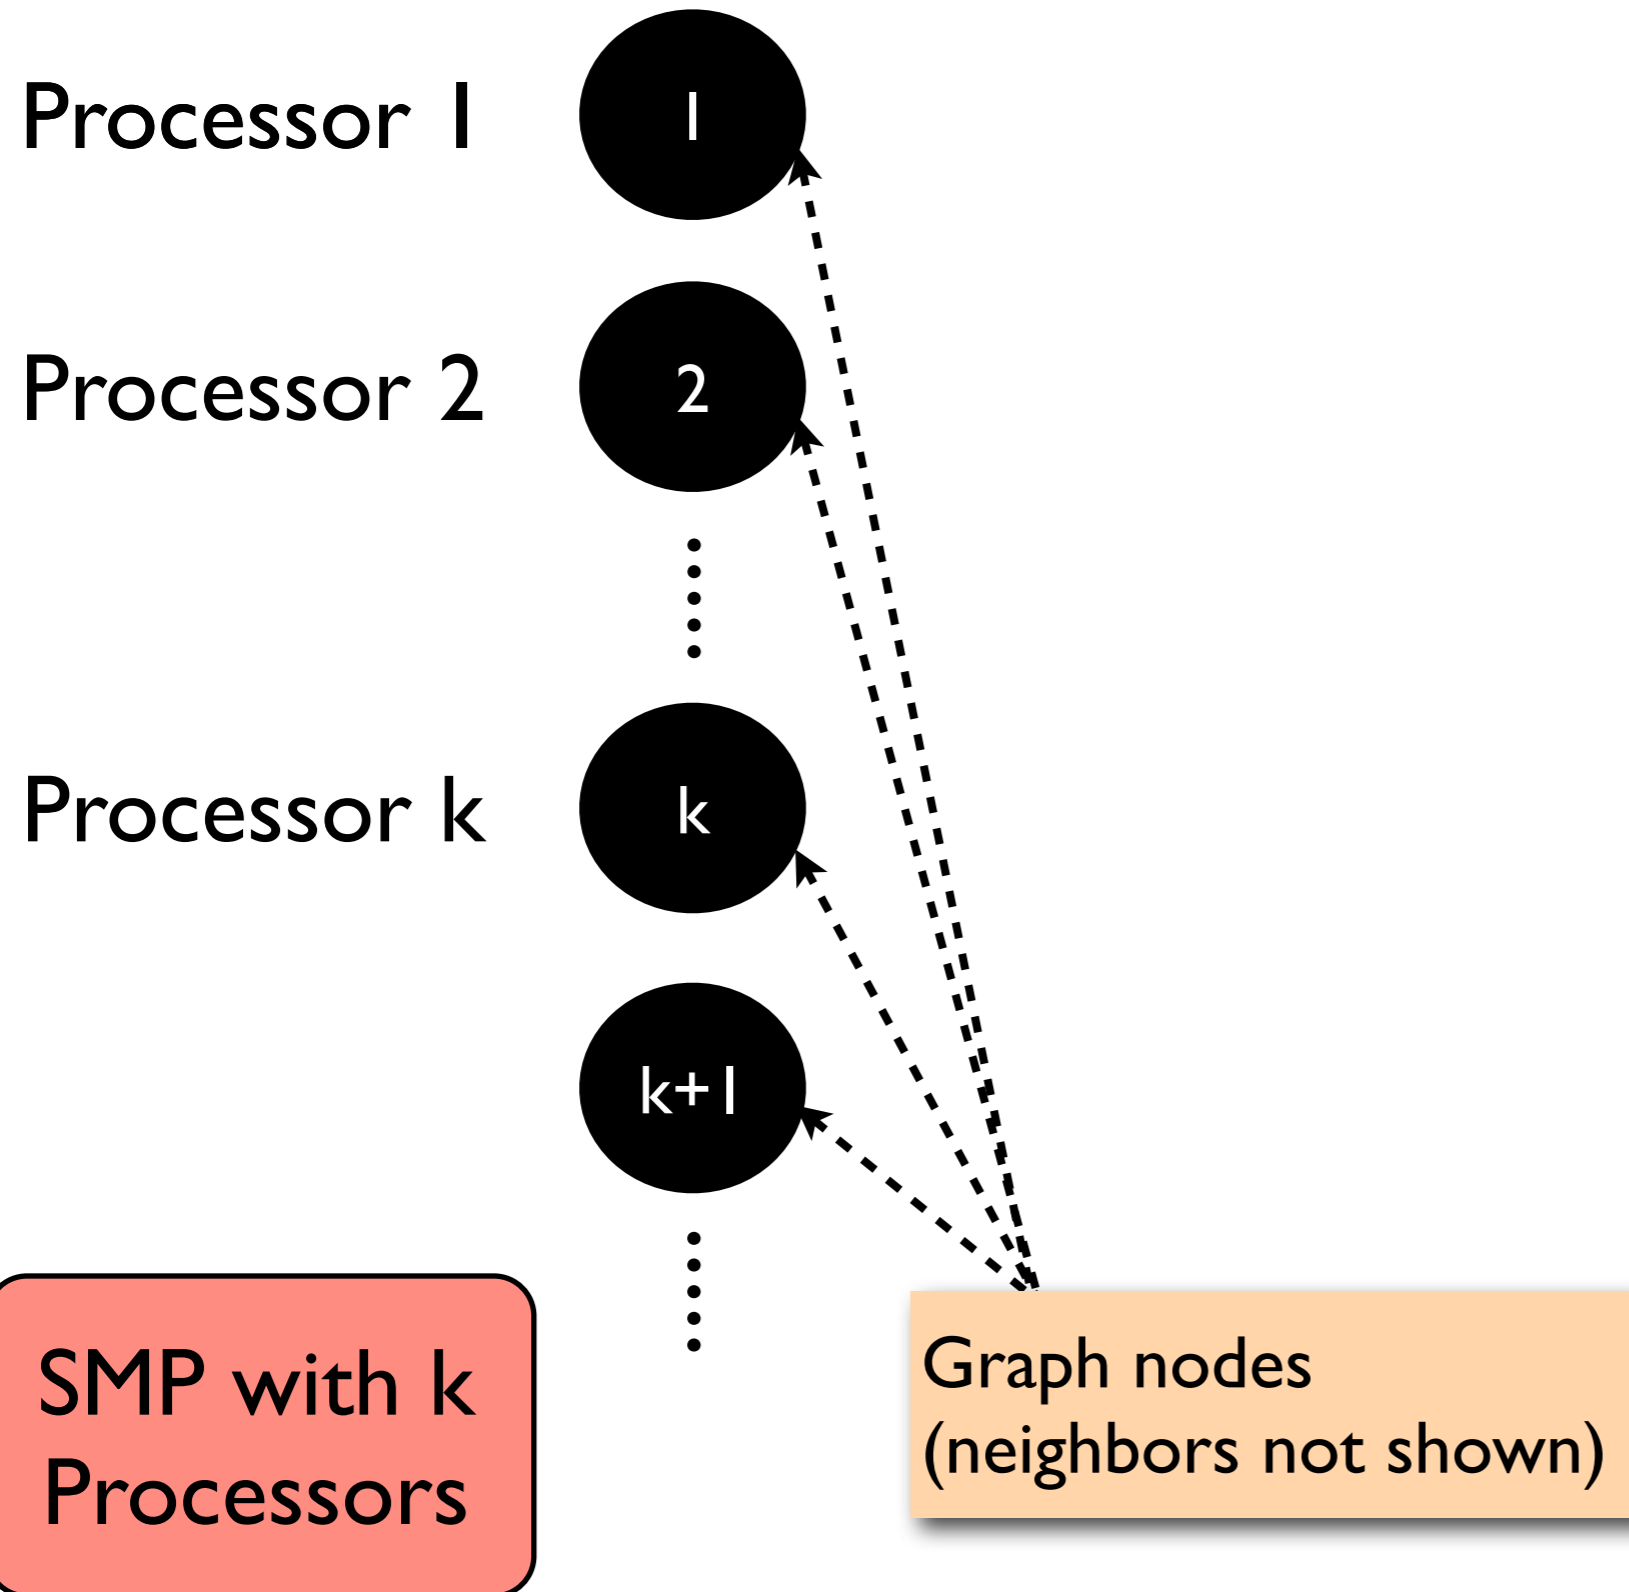 Processor 1
1
Processor 2
2
Processor k
k
k+1
SMP with k
Processors
Graph nodes
(neighbors not shown)